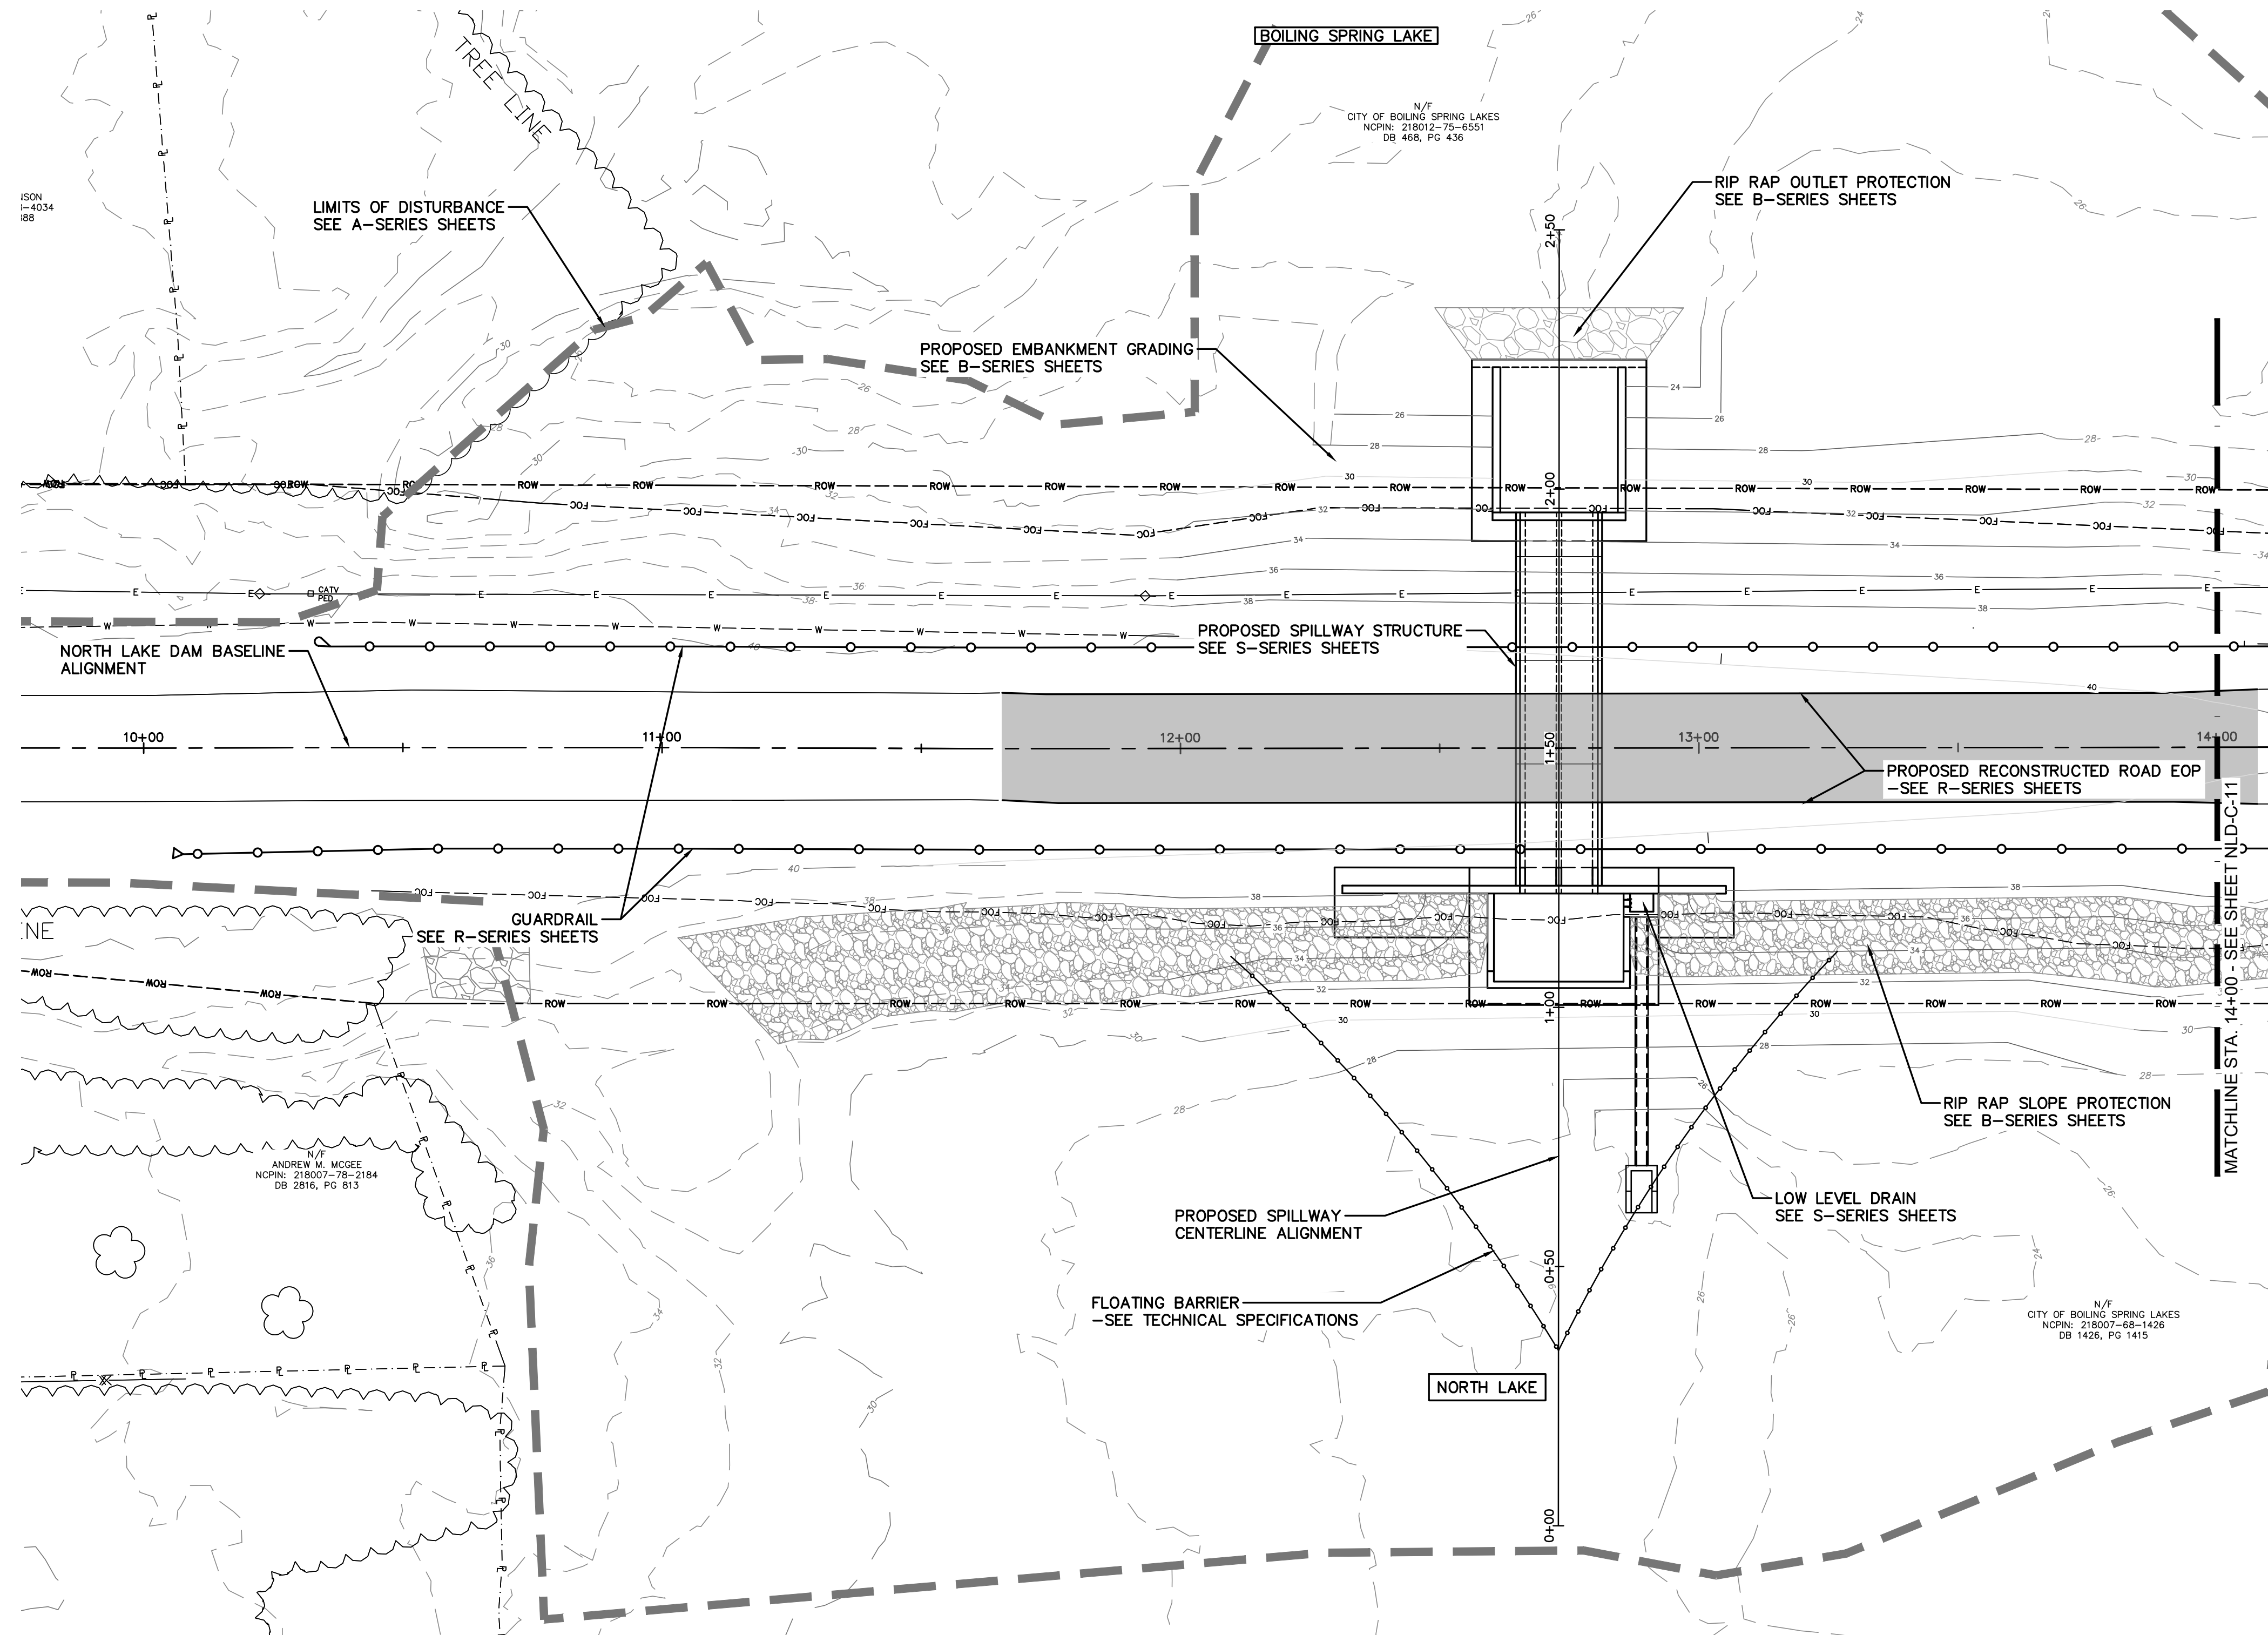 BOILING SPRING LAKE
N/F
CITY OF BOILING SPRING LAKES
NCPIN: 218012-75-6551
DB 468, PG 436
TREE LINE
LIMITS OF DISTURBANCE
SEE A-SERIES SHEETS
-4034
388
RIP RAP OUTLET PROTECTION
SEE B-SERIES SHEETS
2+50
PROPOSED EMBANKMENT GRADING
SEE B-SERIES SHEETS
2+00
CATV
PED
NORTH LAKE DAM BASELINE
ALIGNMENT
PROPOSED SPILLWAY STRUCTURE
SEE S-SERIES SHEETS
10+00
11+00
12+00
1+50
13+00
14+00
PROPOSED RECONSTRUCTED ROAD EOP
-SEE R-SERIES SHEETS
MATCHLINE STA. 14+00 - SEE SHEET NLD-C-11
GUARDRAIL
SEE R-SERIES SHEETS
1+00
RIP RAP SLOPE PROTECTION
SEE B-SERIES SHEETS
N/F
ANDREW M. MCGEE
NCPIN: 218007-78-2184
DB 2816, PG 813
LOW LEVEL DRAIN
SEE S-SERIES SHEETS
PROPOSED SPILLWAY
CENTERLINE ALIGNMENT
0+50
FLOATING BARRIER
-SEE TECHNICAL SPECIFICATIONS
N/F
CITY OF BOILING SPRING LAKES
NCPIN: 218007-68-1426
DB 1426, PG 1415
NORTH LAKE
0+00